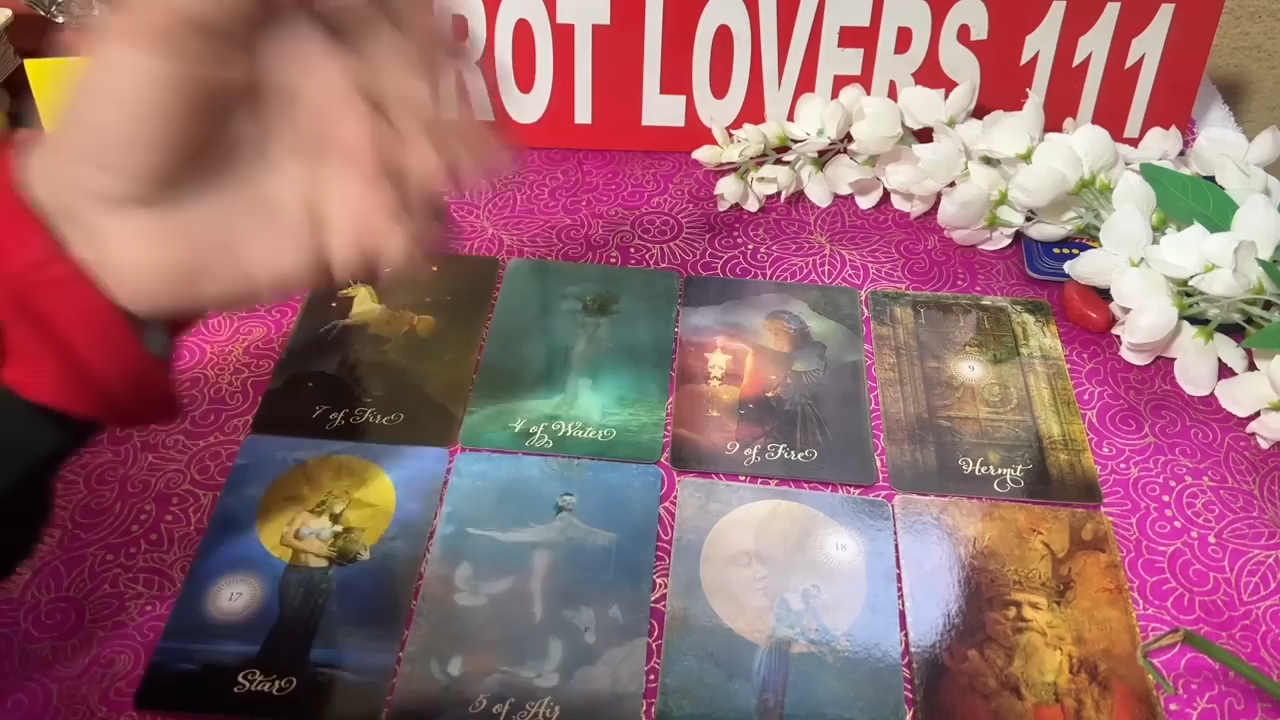 ROT LOVERS 111
7 of Fire
4 of Water
9 of Fire
9
Hermit
17
Star
5 of Air
18